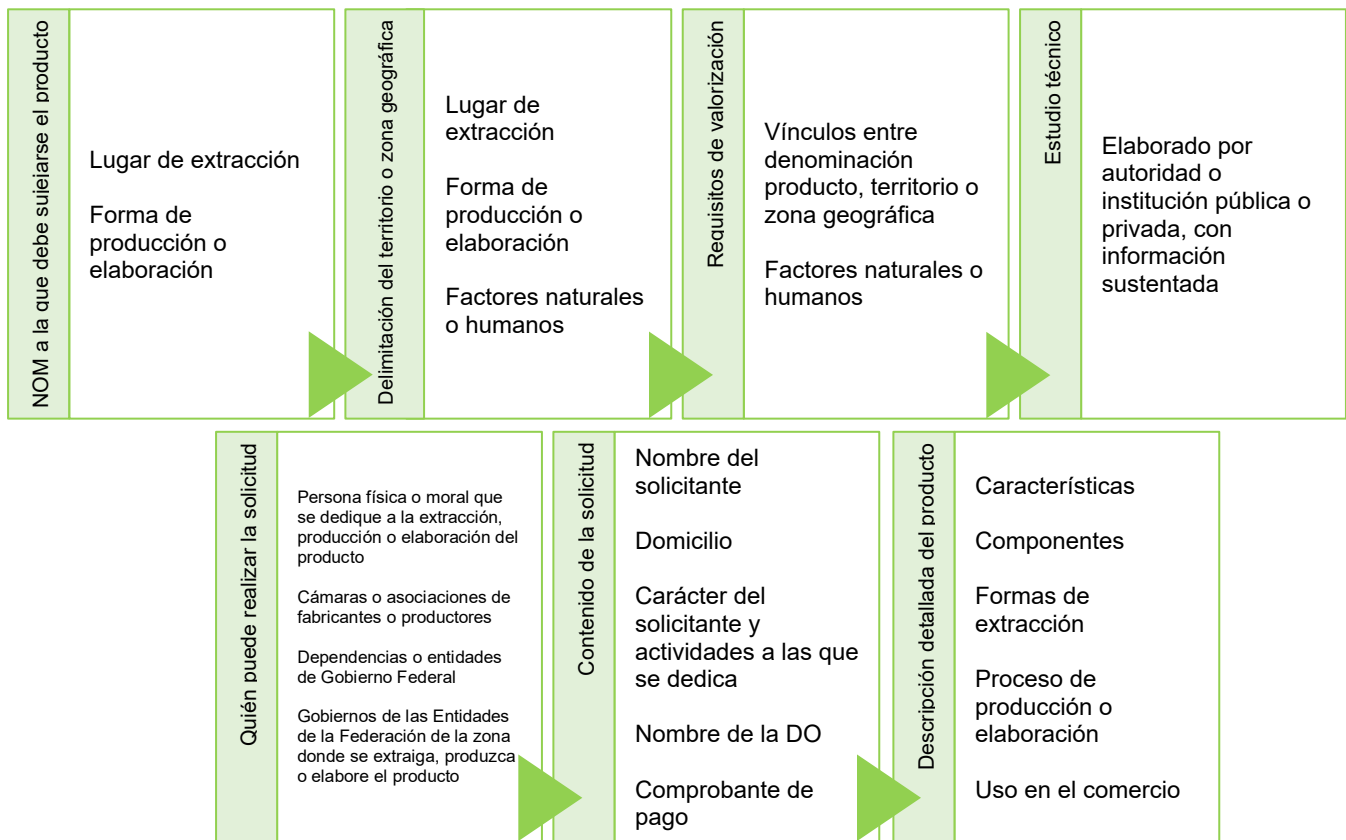 NOM a la que debe sujetarse el producto
Lugar de extracción
Forma de
producción o
elaboración
Delimitación del territorio o zona geográfica
Lugar de
extracción
Forma de
producción o
elaboración
Factores naturales
o humanos
Requisitos de valorización
Vínculos entre
denominación
producto, territorio o
zona geográfica
Factores naturales o
humanos
Estudio técnico
Elaborado por
autoridad o
institución pública o
privada, con
información
sustentada
Quién puede realizar la solicitud
Persona física o moral que
se dedique a la extracción,
producción o elaboración del
producto
Cámaras o asociaciones de
fabricantes o productores
Dependencias o entidades
de Gobierno Federal
Gobiernos de las Entidades
de la Federación de la zona
donde se extraiga, produzca
o elabore el producto
Contenido de la solicitud
Nombre del
solicitante
Domicilio
Carácter del
solicitante y
actividades a las que
se dedica
Nombre de la DO
Comprobante de
pago
Descripción detallada del producto
Características
Componentes
Formas de
extracción
Proceso de
producción o
elaboración
Uso en el comercio